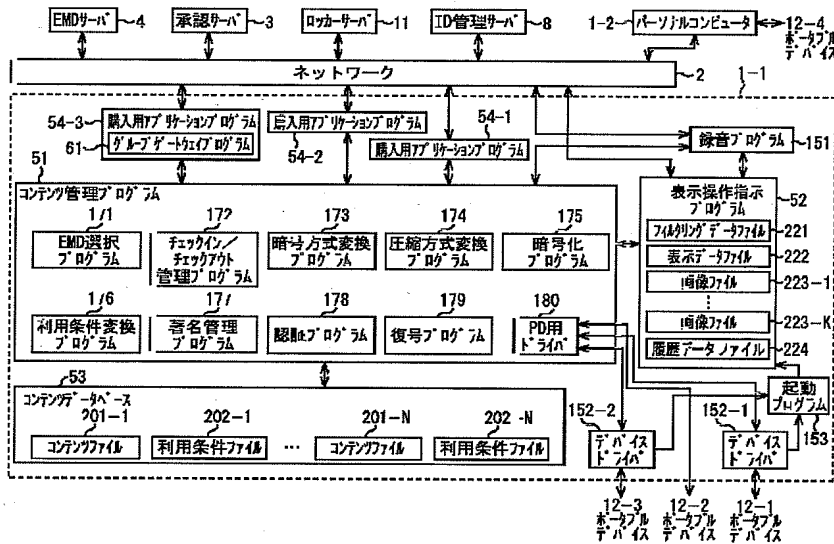 EMDサーバ 4
承認サーバ 3
ロッカーサーバ 11
ID管理サーバ 8
1-2 パーソナルコンピュータ
12-4
ポータブル
デバイス
ネットワーク 2
1-1
54-3 購入用アプリケーションプログラム
61 グループゲートウェイプログラム
購入用アプリケーションプログラム
54-2
54-1
購入用アプリケーションプログラム
録音プログラム 151
51
コンテンツ管理プログラム
171
EMD選択
プログラム
172
チェックイン/
チェックアウト
管理プログラム
173
暗号方式変換
プログラム
174
圧縮方式変換
プログラム
175
暗号化
プログラム
176
利用条件変換
プログラム
177
署名管理
プログラム
178
認証プログラム
179
復号プログラム
180
PD用
ドライバ
表示操作指示
プログラム 52
フィルタリングデータファイル 221
表示データファイル 222
画像ファイル 223-1
画像ファイル 223-K
履歴データファイル 224
起動
プログラム
153
53
コンテンツデータベース
201-1
コンテンツファイル
202-1
利用条件ファイル
…
201-N
コンテンツファイル
202-N
利用条件ファイル
152-2
デバイス
ドライバ
152-1
デバイス
ドライバ
12-3
ポータブル
デバイス
12-2
ポータブル
デバイス
12-1
ポータブル
デバイス